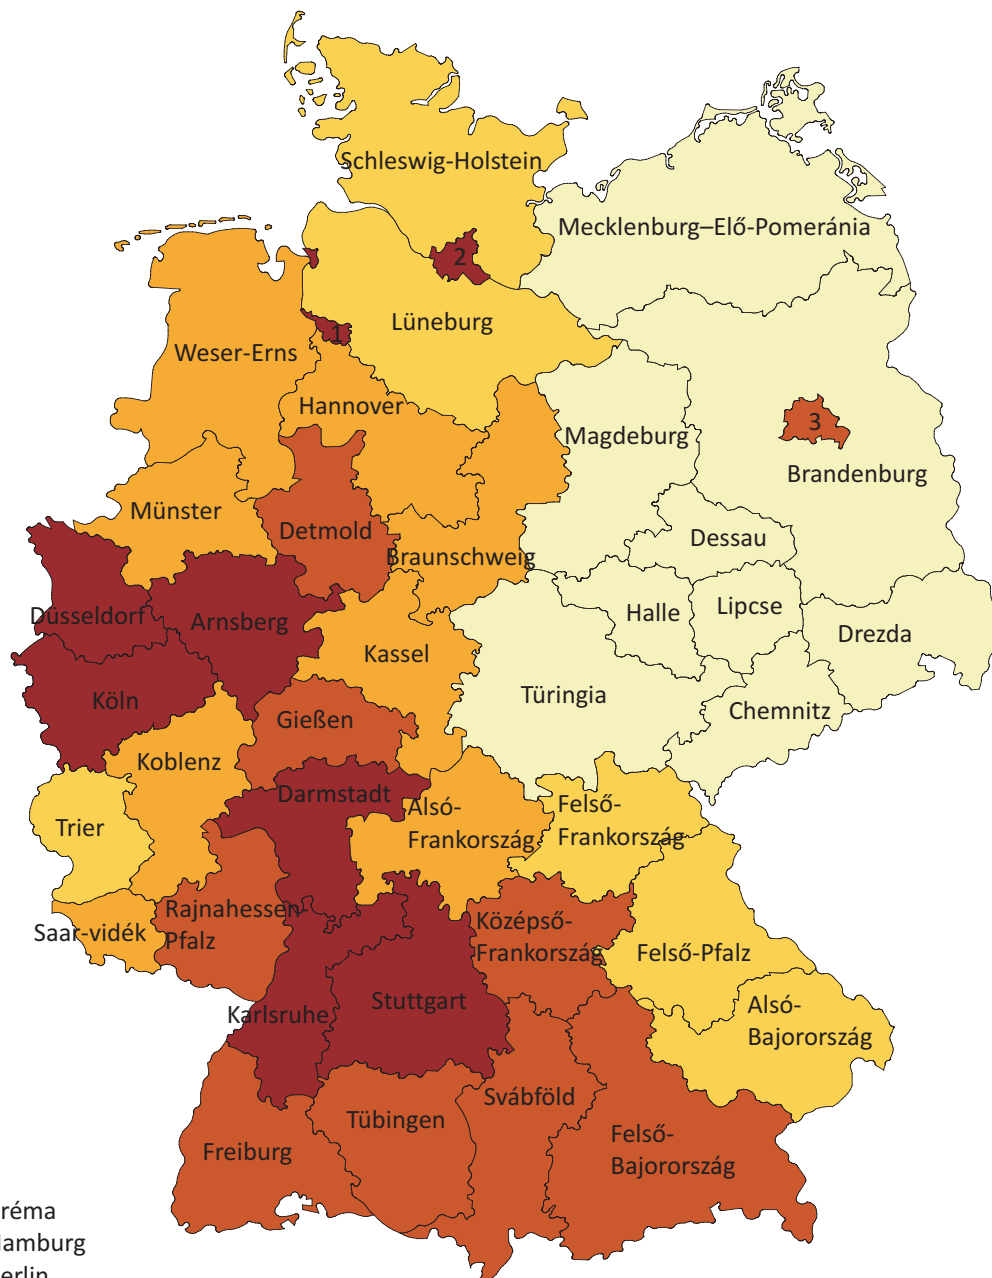 Schleswig-Holstein
Mecklenburg–Elő-Pomeránia
2
Lüneburg
1
Weser-Erns
Hannover
3
Magdeburg
Brandenburg
Münster
Detmold
Dessau
Braunschweig
Düsseldorf
Arnsberg
Halle
Lipcse
Drezda
Kassel
Köln
Türingia
Gießen
Chemnitz
Koblenz
Darmstadt
Alsó-
Frankország
Felső-
Frankország
Trier
Rajnahessen-
Pfalz
Saar-vidék
Középső-
Frankország
Felső-Pfalz
Karlsruhe
Stuttgart
Alsó-
Bajorország
Svábföld
Tübingen
Freiburg
Felső-
Bajorország
réma
amburg
erlin